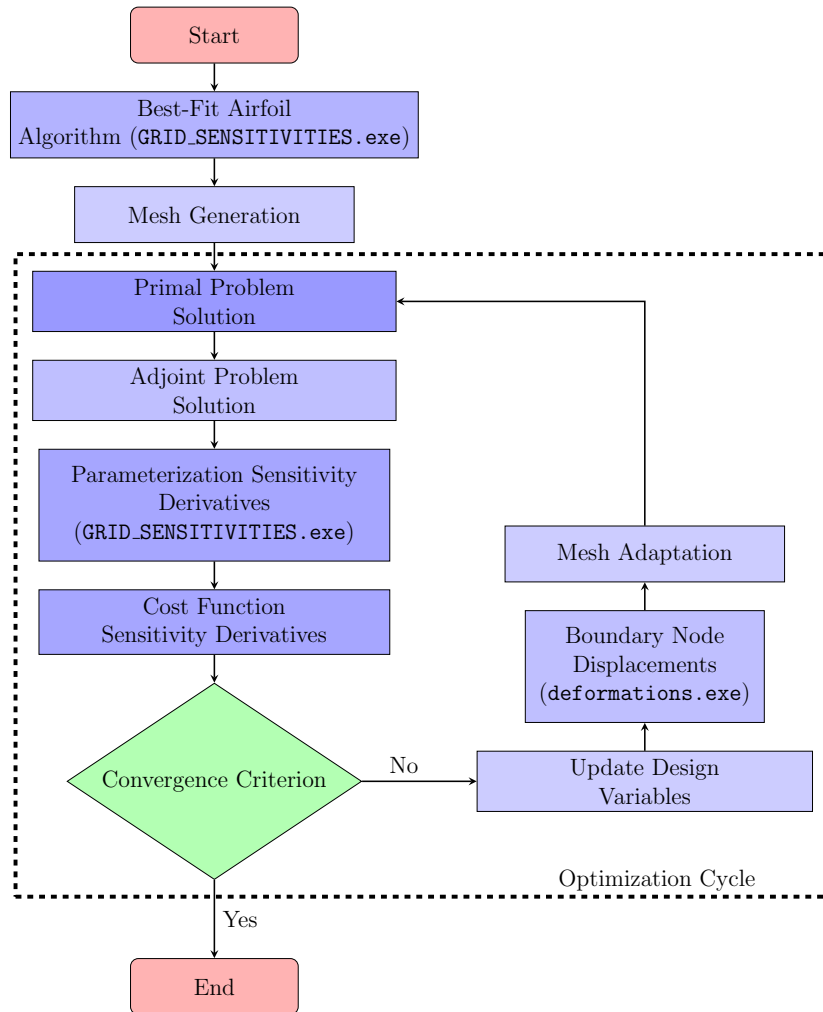 Start
Best-Fit Airfoil
Algorithm (GRID_SENSITIVITIES.exe)
Mesh Generation
Primal Problem
Solution
Adjoint Problem
Solution
Parameterization Sensitivity
Derivatives
(GRID_SENSITIVITIES.exe)
Cost Function
Sensitivity Derivatives
Convergence Criterion
No
Update Design
Variables
Boundary Node
Displacements
(deformations.exe)
Mesh Adaptation
Optimization Cycle
Yes
End